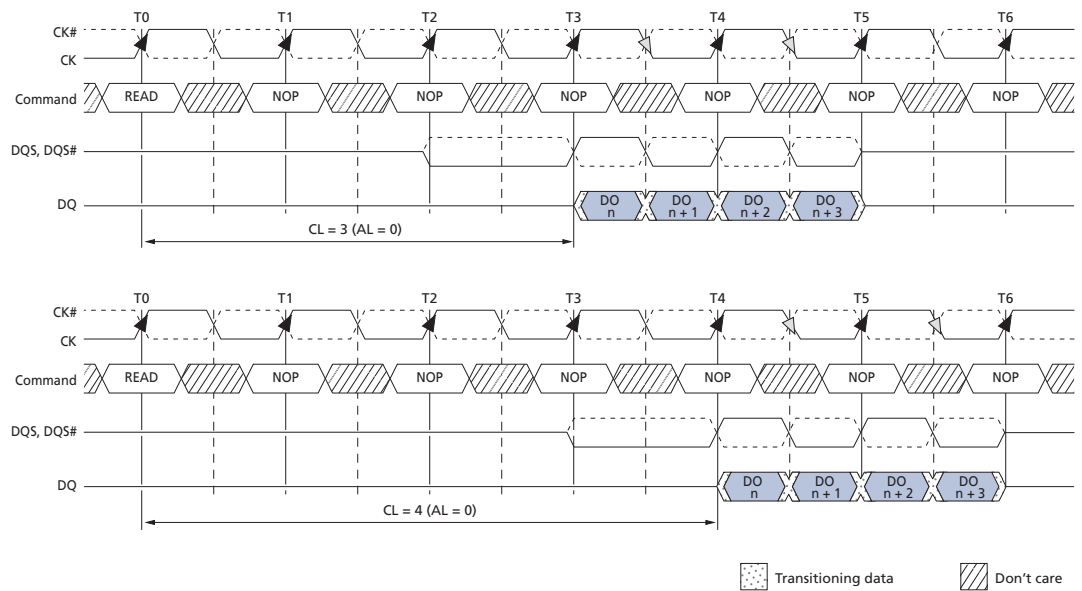 T0 T1 T2 T3 T4 T5 T6
CK#
CK
Command READ NOP NOP NOP NOP NOP NOP
DQS, DQS#
DQ DO n DO n + 1 DO n + 2 DO n + 3
CL = 3 (AL = 0)
T0 T1 T2 T3 T4 T5 T6
CK#
CK
Command READ NOP NOP NOP NOP NOP NOP
DQS, DQS#
DQ DO n DO n + 1 DO n + 2 DO n + 3
CL = 4 (AL = 0)
Transitioning data Don't care